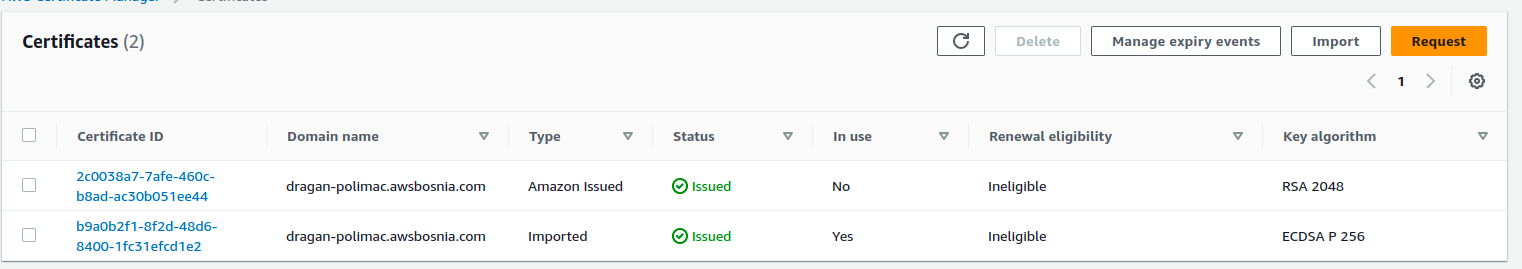 AWS Certificate Manager > Certificates
Certificates (2)
Delete
Manage expiry events
Import
Request
1
Certificate ID Domain name Type Status In use Renewal eligibility Key algorithm
2c0038a7-7afe-460c-
b8ad-ac30b051ee44
dragan-polimac.awsbosnia.com Amazon Issued Issued No Ineligible RSA 2048
b9a0b2f1-8f2d-48d6-
8400-1fc31efcd1e2
dragan-polimac.awsbosnia.com Imported Issued Yes Ineligible ECDSA P 256